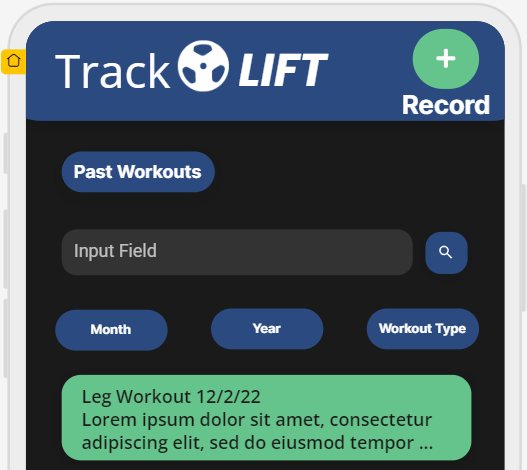 Track LIFT
Record
Past Workouts
Input Field
Month Year Workout Type
Leg Workout 12/2/22
Lorem ipsum dolor sit amet, consectetur
adipiscing elit, sed do eiusmod tempor ...